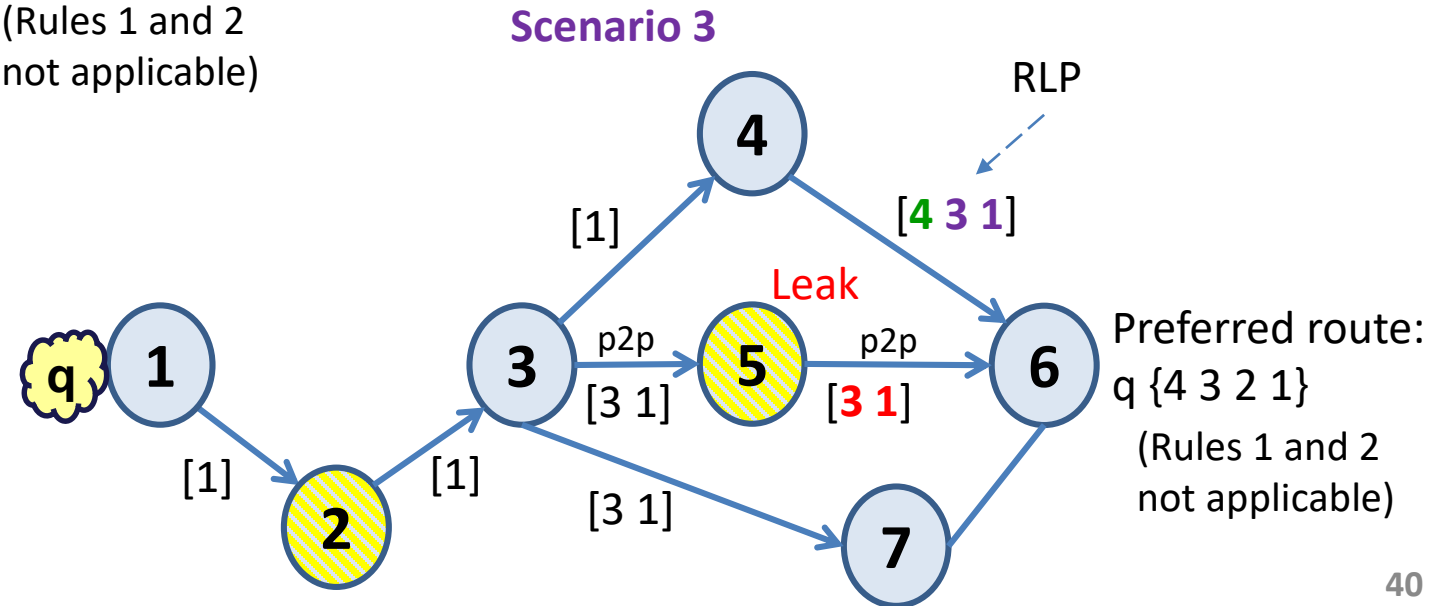 (Rules 1 and 2
not applicable)
Scenario 3
RLP
4
[1]
[4 3 1]
Leak
q
1
3
p2p
5
p2p
6
[3 1]
[3 1]
Preferred route:
q {4 3 2 1}
(Rules 1 and 2
not applicable)
[1]
[1]
2
[3 1]
7
40